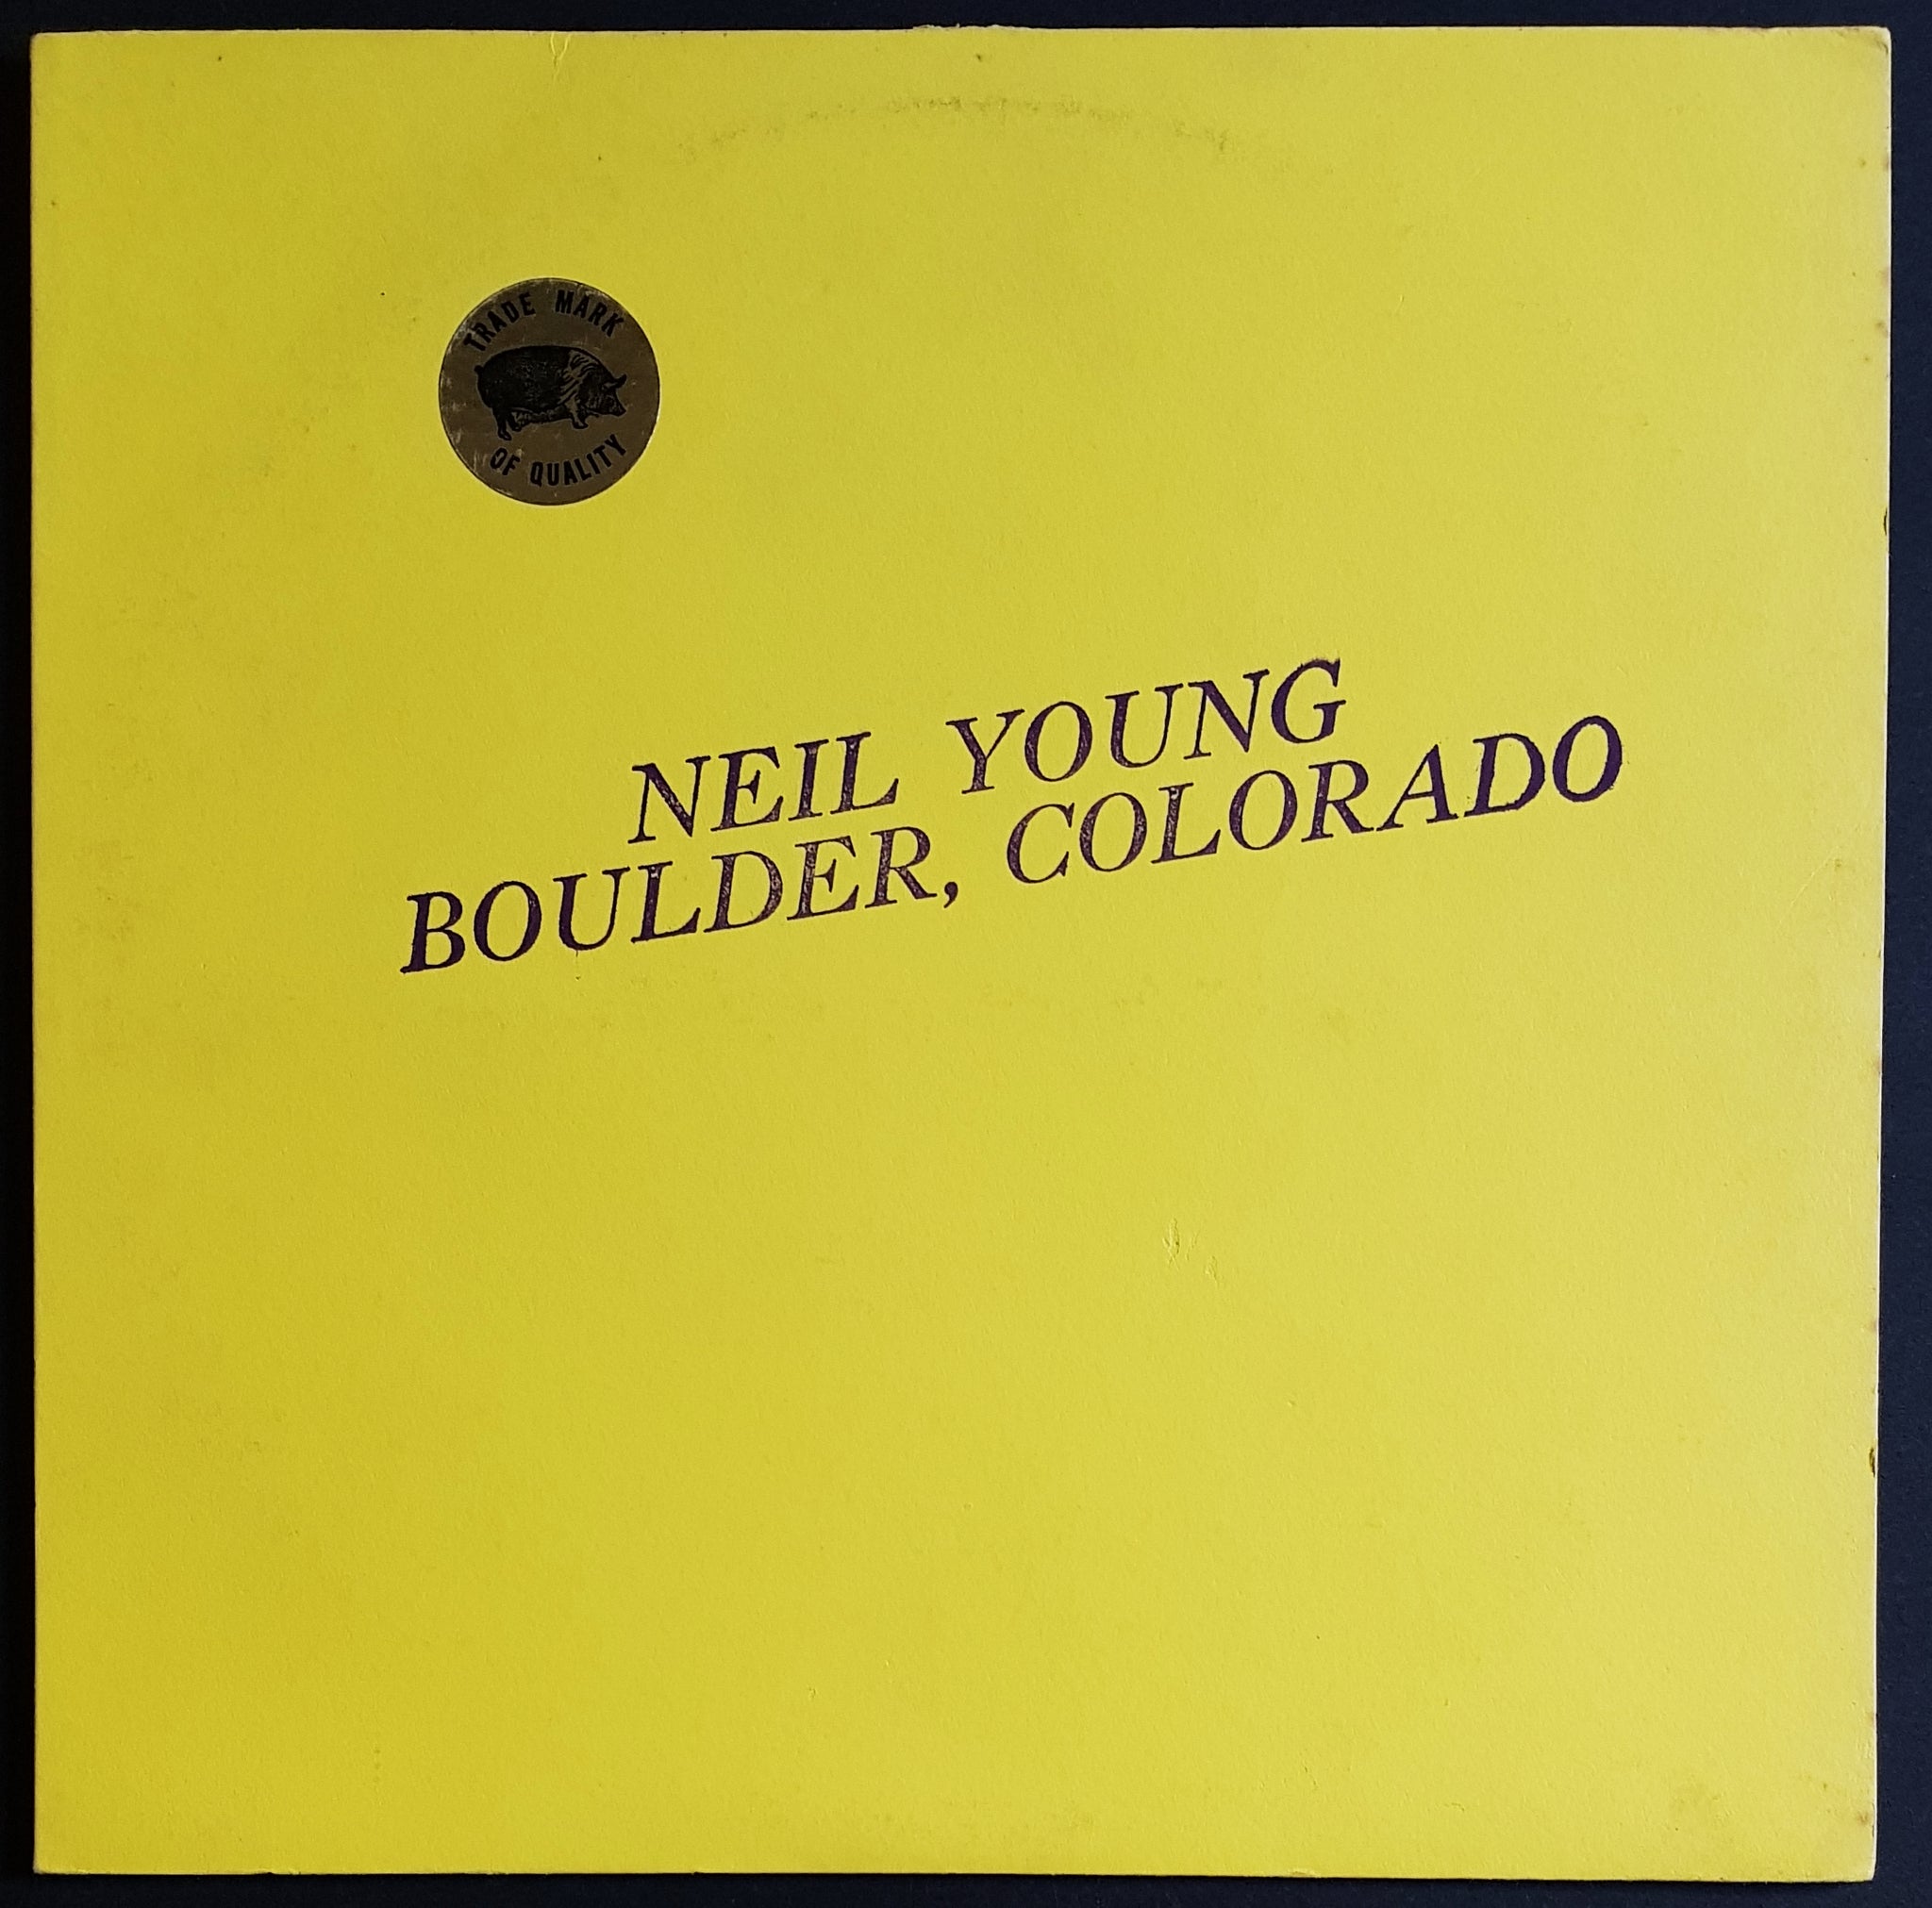 TRADE MARK
OF QUALITY
NEIL YOUNG
BOULDER, COLORADO